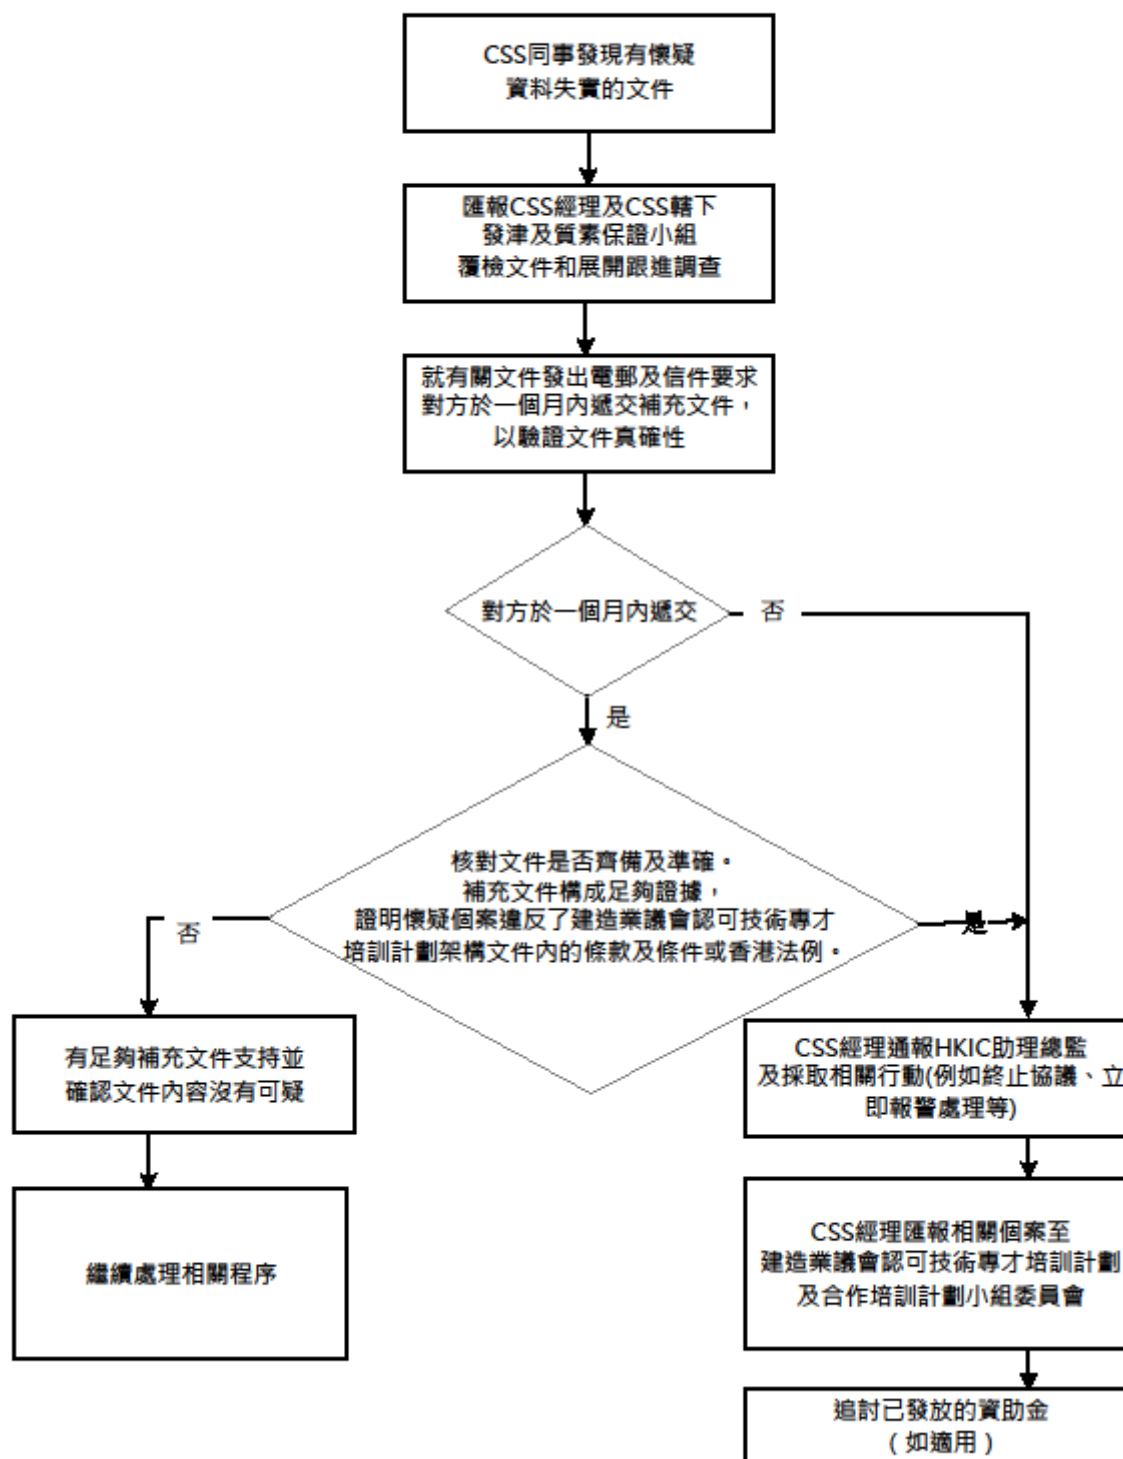 CSS同事發現有懷疑
資料失實的文件
匯報CSS經理及CSS轄下
發津及質素保證小組
覆檢文件和展開跟進調查
就有關文件發出電郵及信件要求
對方於一個月內遞交補充文件，
以驗證文件真確性
對方於一個月內遞交
否
是
核對文件是否齊備及準確。
補充文件構成足夠證據，
證明懷疑個案違反了建造業議會認可技術專才
培訓計劃架構文件內的條款及條件或香港法例。
否
是
有足夠補充文件支持並
確認文件內容沒有可疑
繼續處理相關程序
CSS經理通報HKIC助理總監
及採取相關行動(例如終止協議、立
即報警處理等)
CSS經理匯報相關個案至
建造業議會認可技術專才培訓計劃
及合作培訓計劃小組委員會
追討已發放的資助金
（如適用）